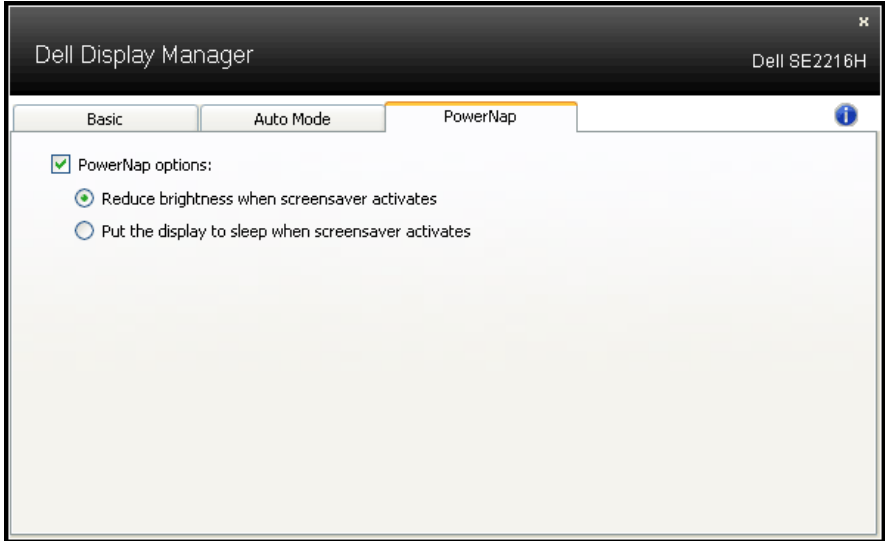 x
Dell Display Manager
Dell SE2216H
Basic
Auto Mode
PowerNap
i
PowerNap options:
Reduce brightness when screensaver activates
Put the display to sleep when screensaver activates